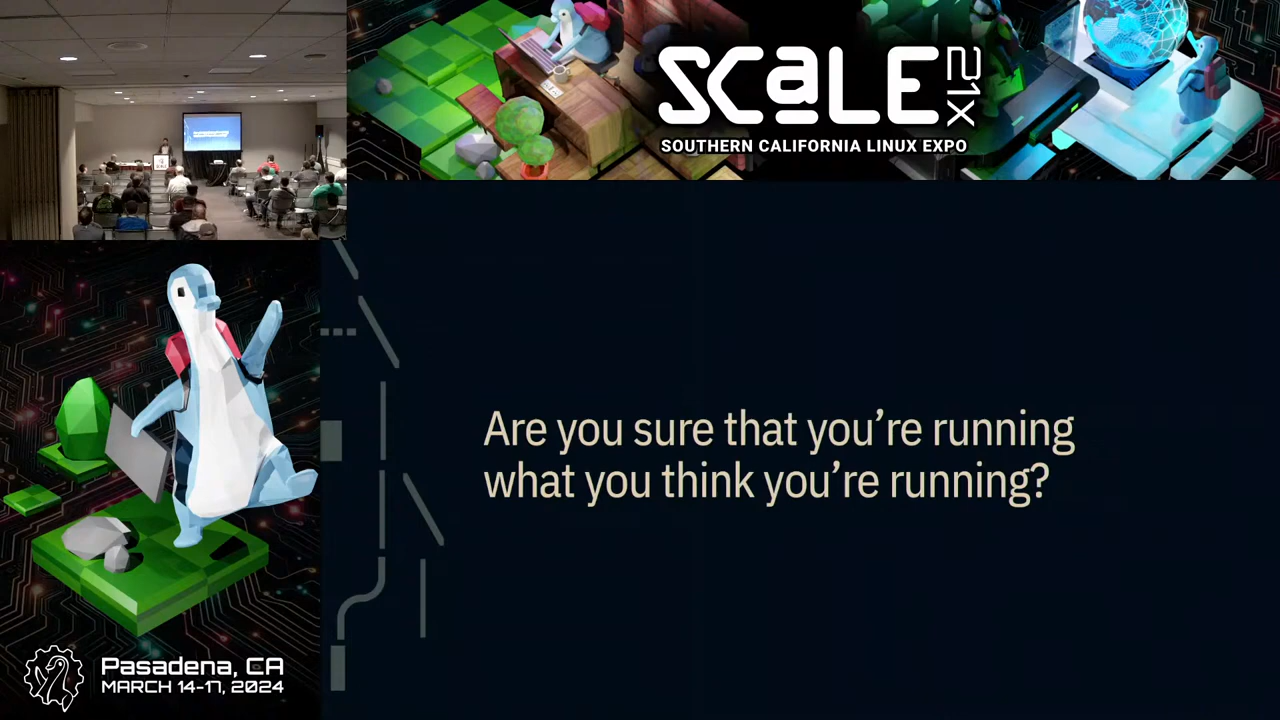 SCaLE
21X
SOUTHERN CALIFORNIA LINUX EXPO
Are you sure that you’re running
what you think you’re running?
Pasadena, CA
MARCH 14-17, 2024